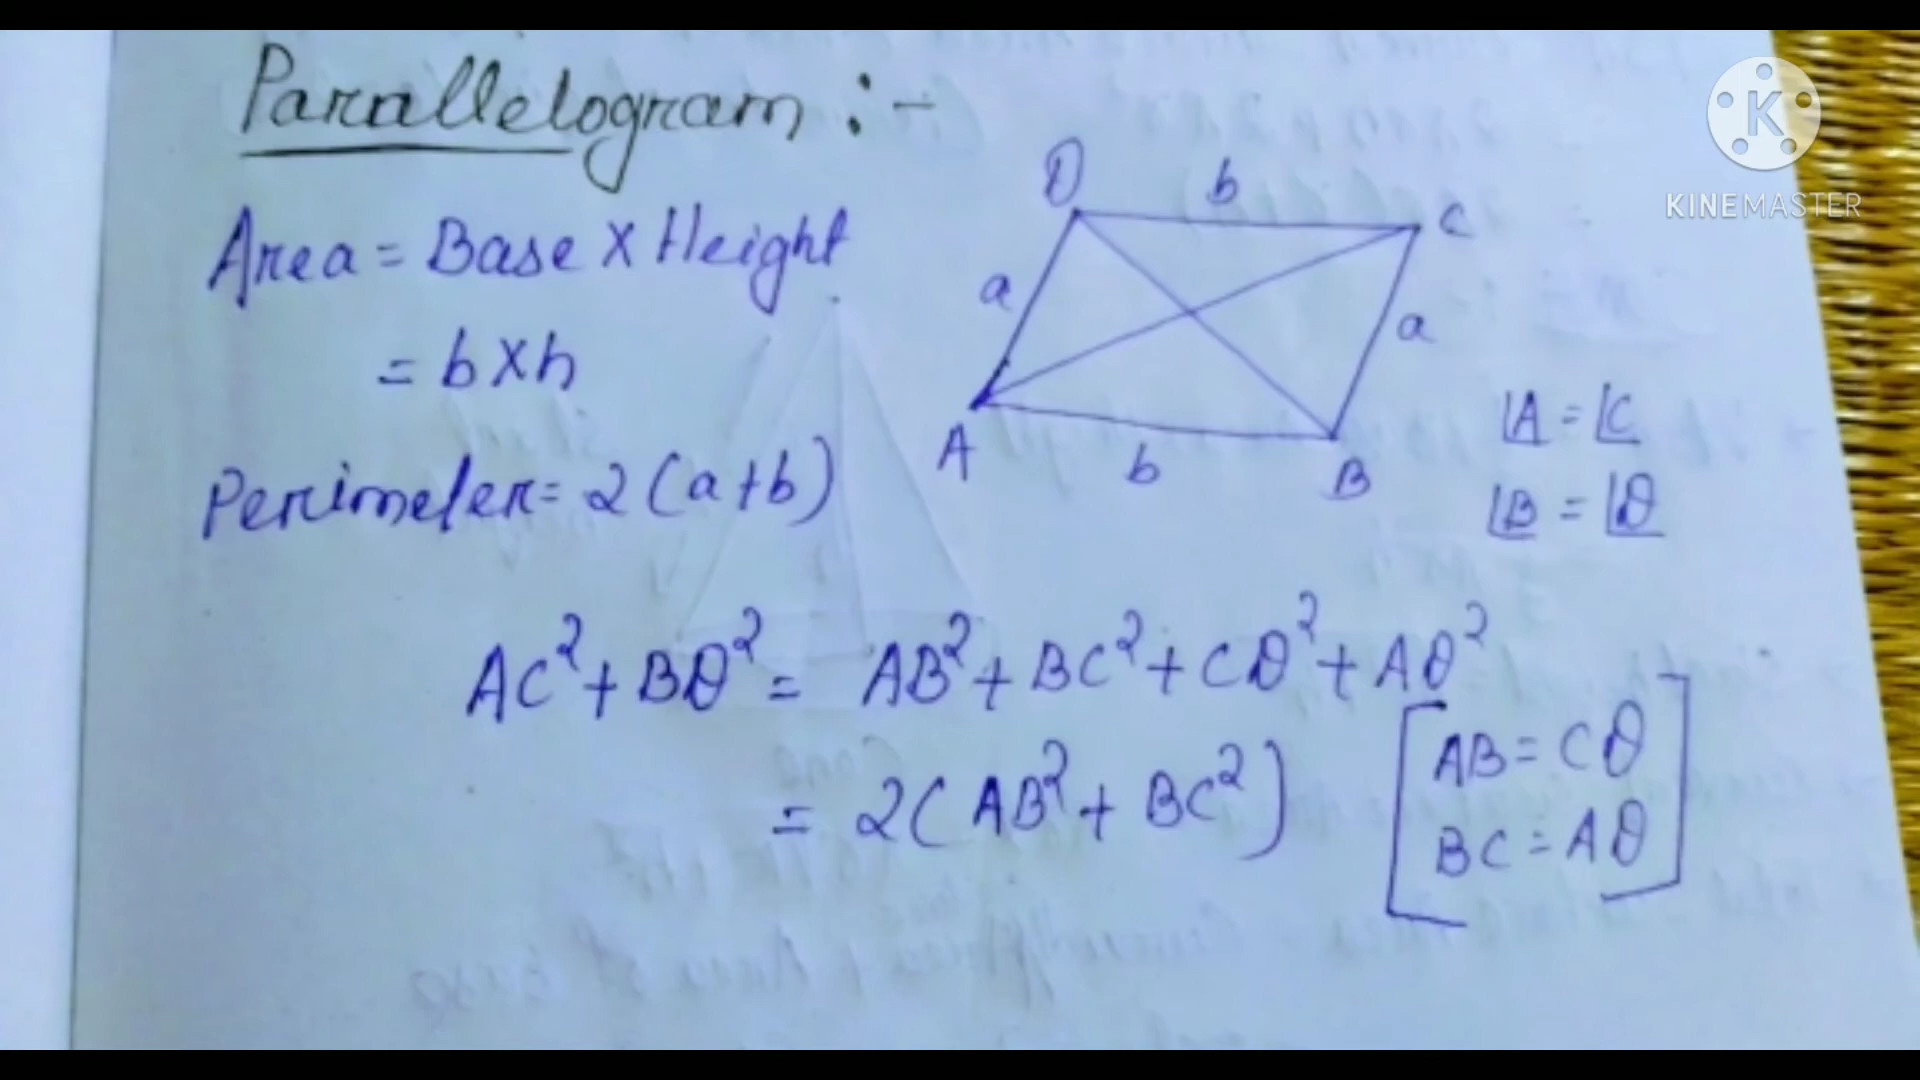 Parallelogram :-
Area = Base X Height
= b X h
Perimeter = 2 (a+b)
D
b
C
a
a
A
b
B
∠A = ∠C
∠B = ∠D
AC² + BD² = AB² + BC² + CD² + AD²
= 2 ( AB² + BC² )
[ AB = CD
BC = AD ]
K
KINEMASTER